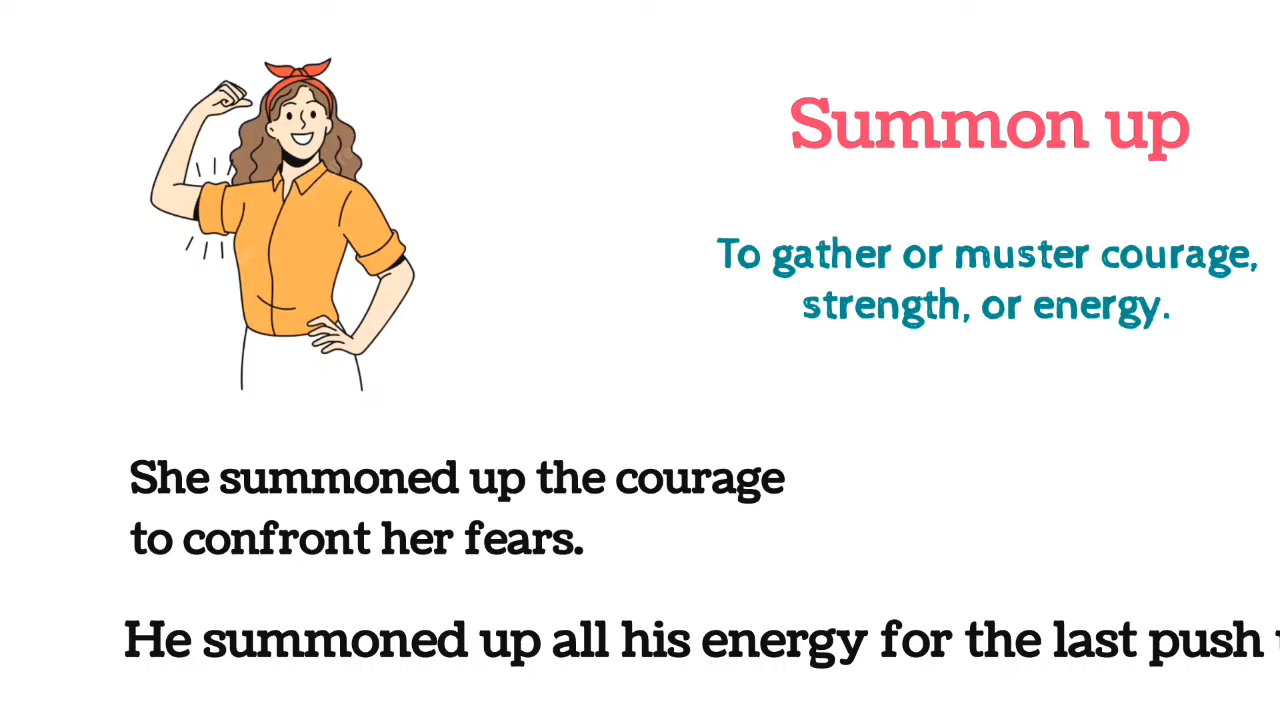 Summon up
To gather or muster courage,
strength, or energy.
She summoned up the courage
to confront her fears.
He summoned up all his energy for the last push